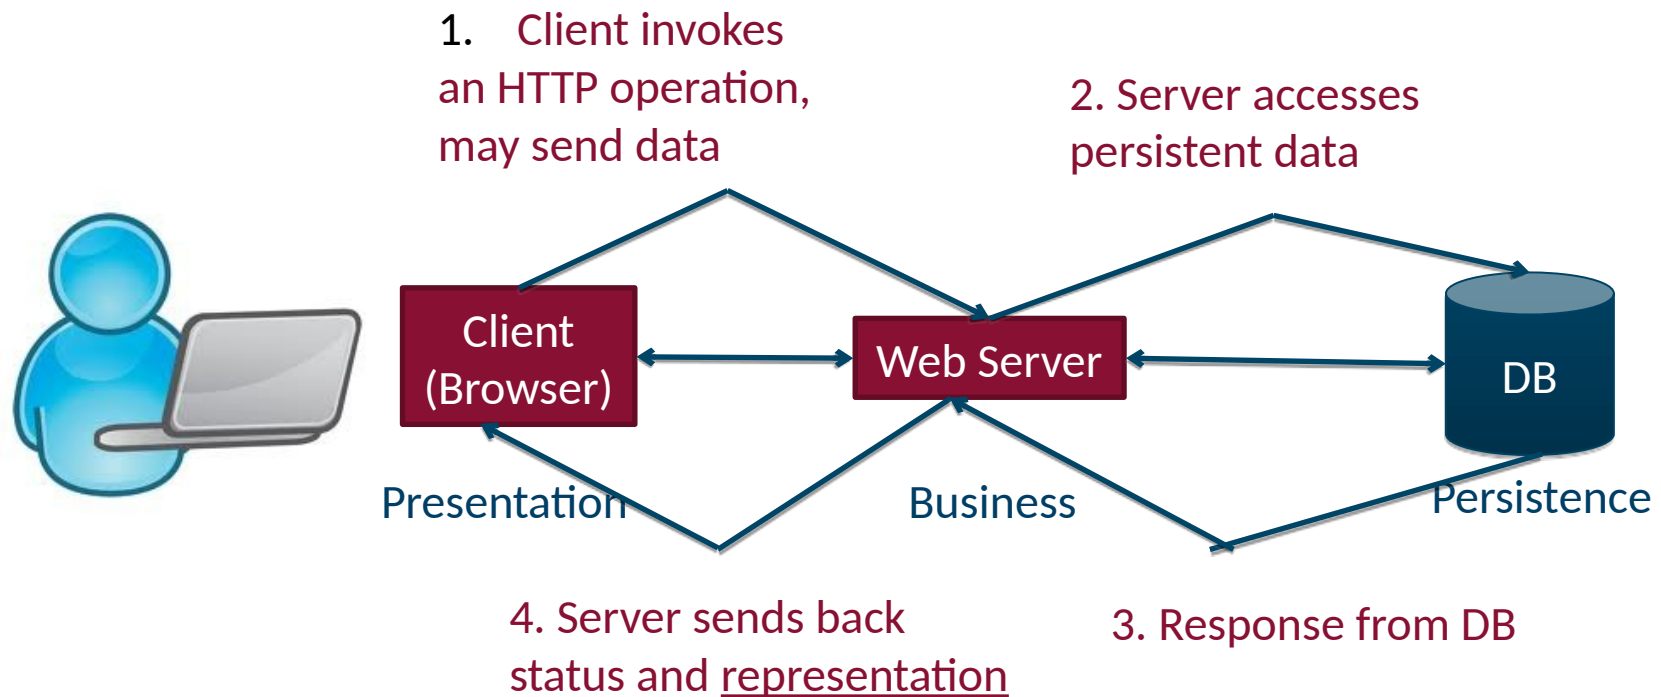 1. Client invokes
an HTTP operation,
may send data
2. Server accesses
persistent data
Client
(Browser)
Web Server
DB
Presentation
Business
Persistence
4. Server sends back
status and representation
3. Response from DB